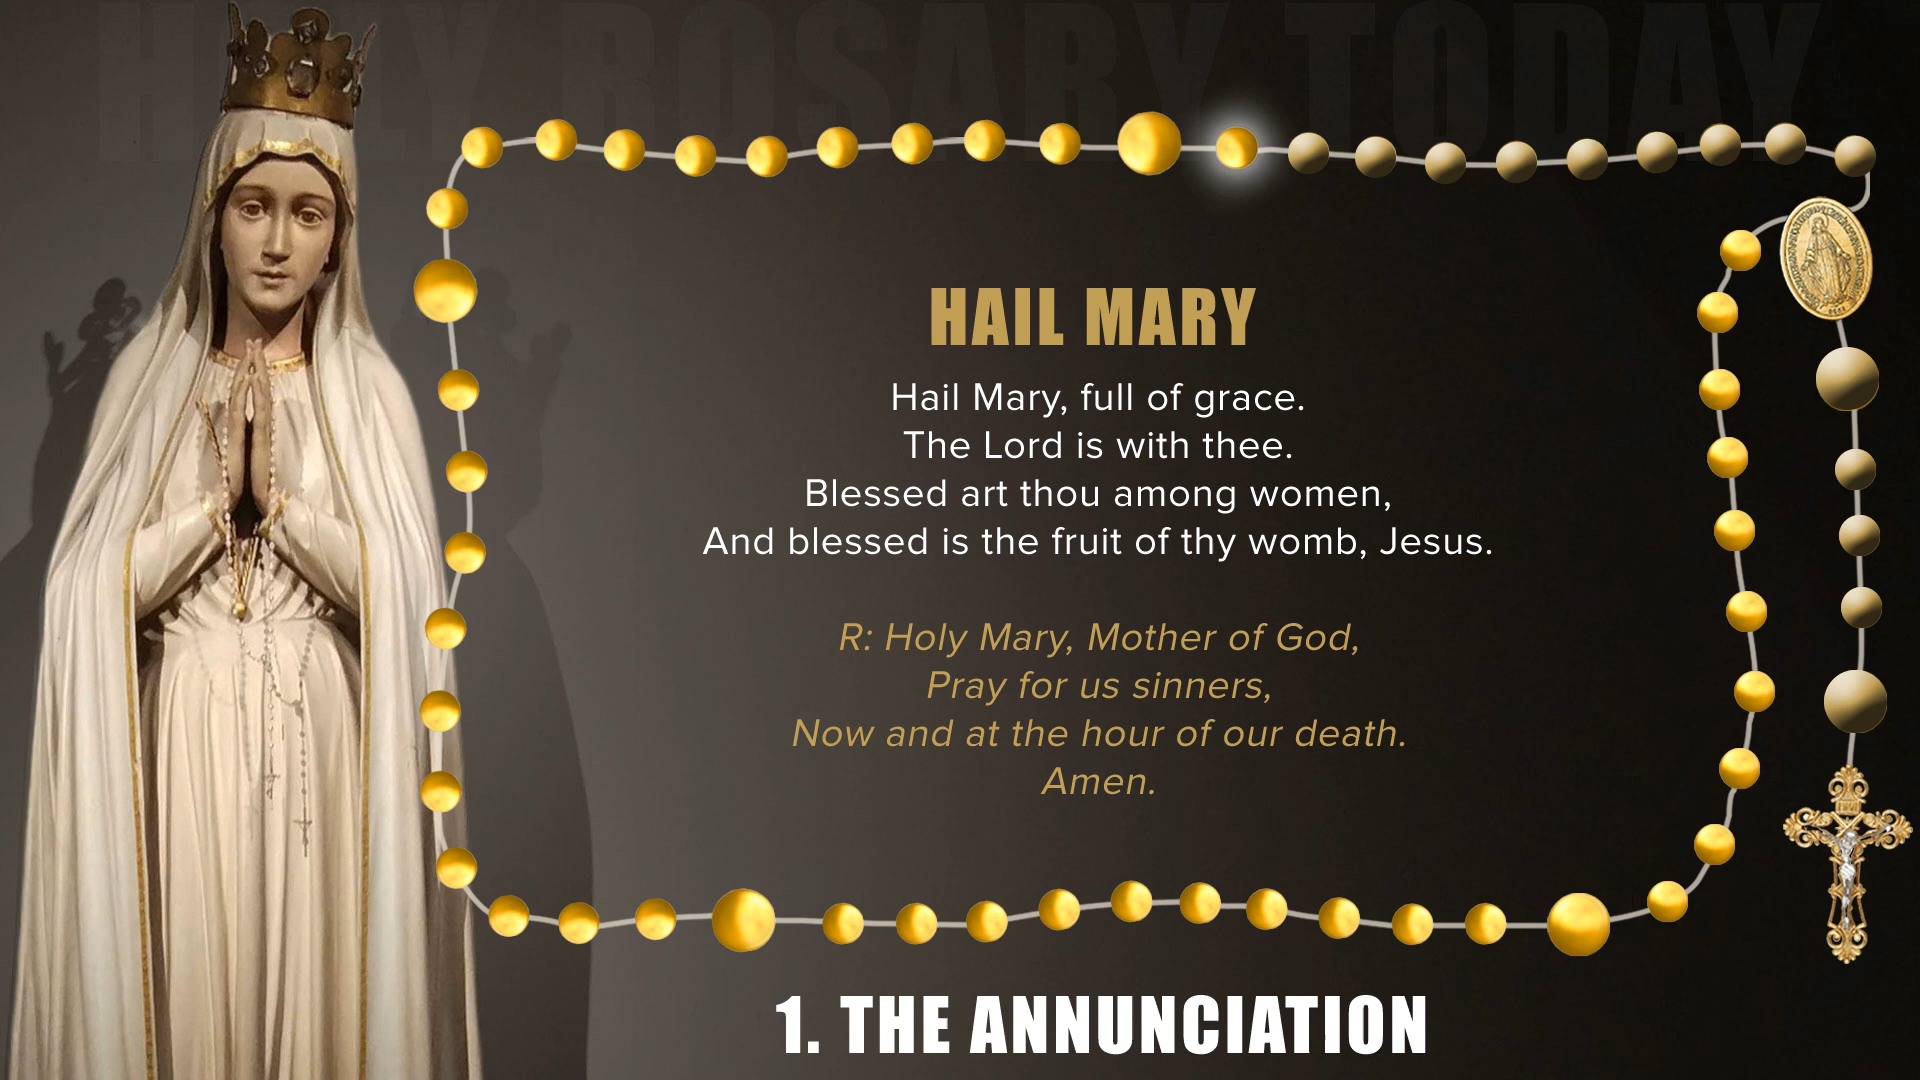 HOLY ROSARY TODAY
HAIL MARY
Hail Mary, full of grace.
The Lord is with thee.
Blessed art thou among women,
And blessed is the fruit of thy womb, Jesus.
R: Holy Mary, Mother of God,
Pray for us sinners,
Now and at the hour of our death.
Amen.
1. THE ANNUNCIATION